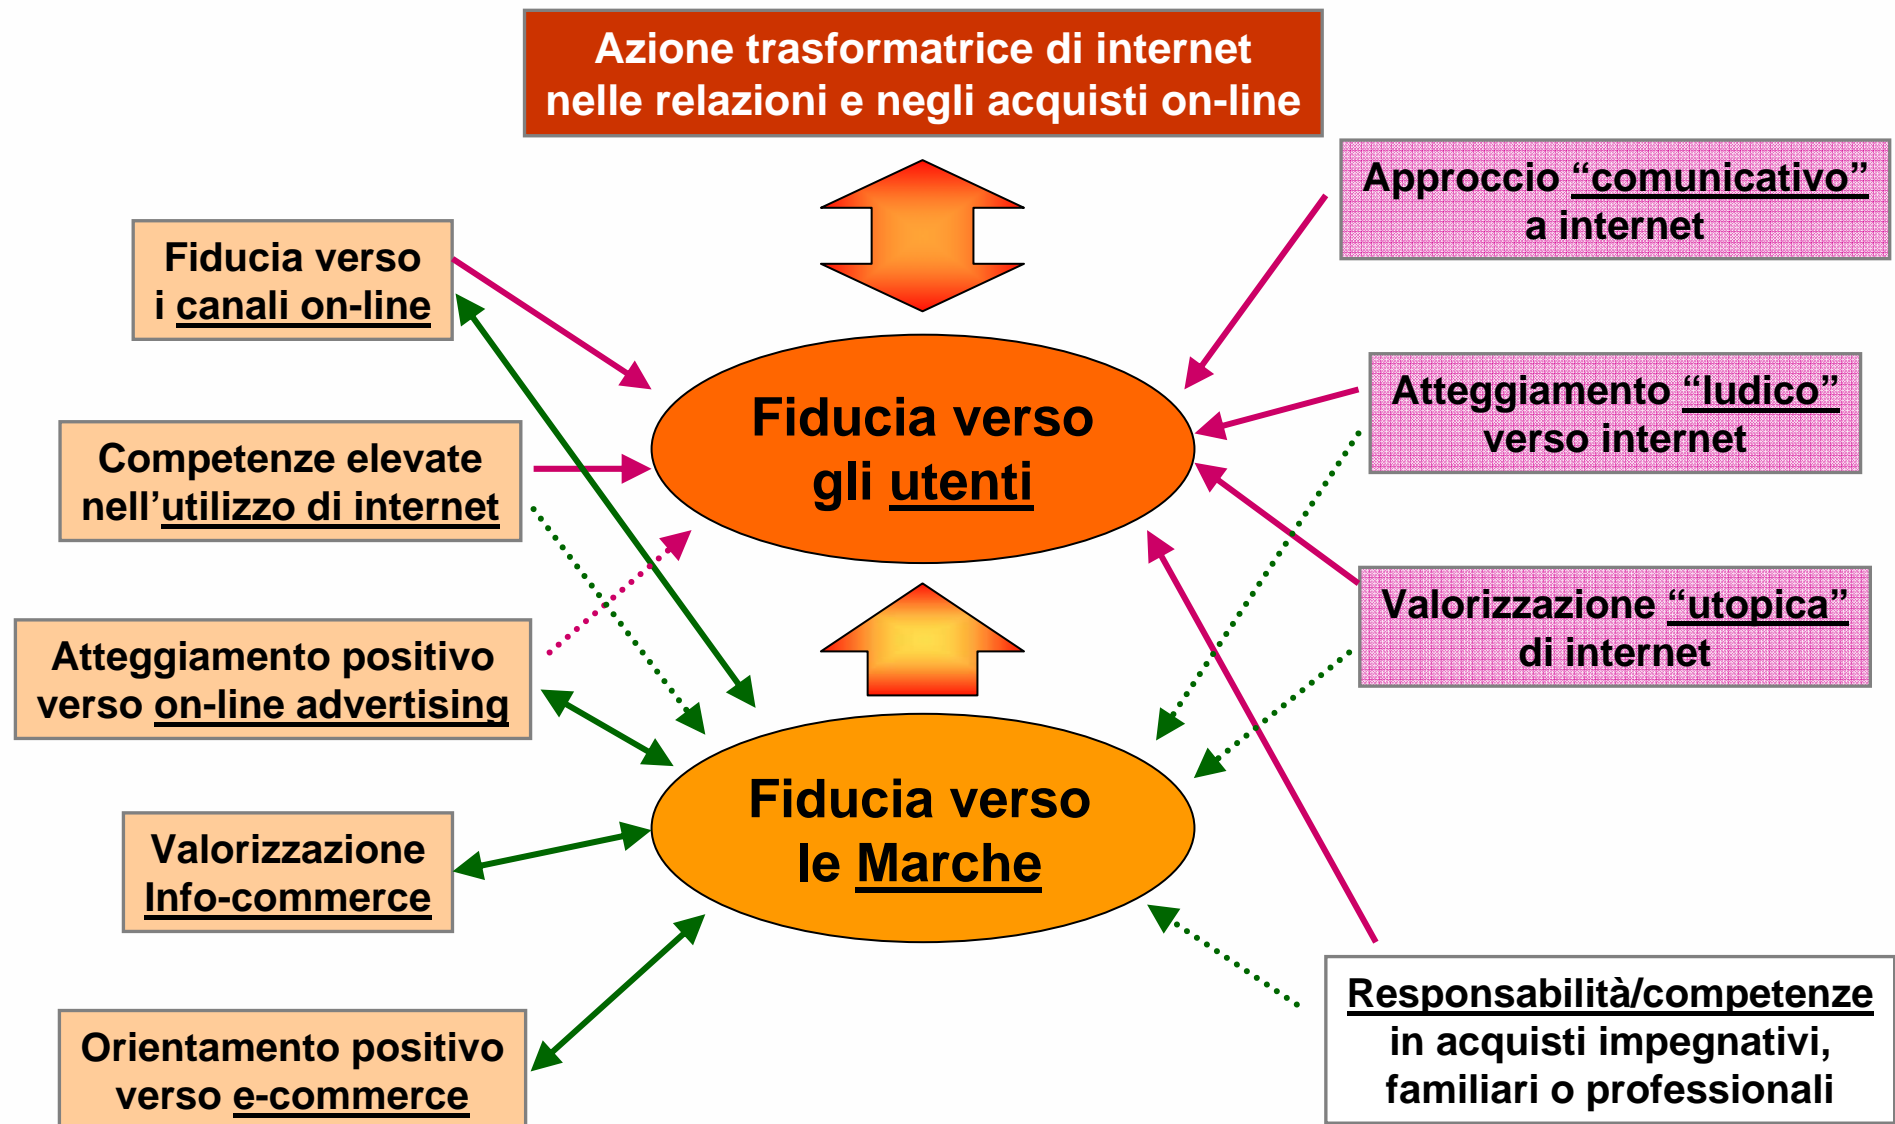 Azione trasformatrice di internet
nelle relazioni e negli acquisti on-line
Approccio “comunicativo”
a internet
Fiducia verso
i canali on-line
Fiducia verso
gli utenti
Atteggiamento “ludico”
verso internet
Competenze elevate
nell’utilizzo di internet
Valorizzazione “utopica”
di internet
Atteggiamento positivo
verso on-line advertising
Fiducia verso
le Marche
Valorizzazione
Info-commerce
Responsabilità/competenze
in acquisti impegnativi,
familiari o professionali
Orientamento positivo
verso e-commerce